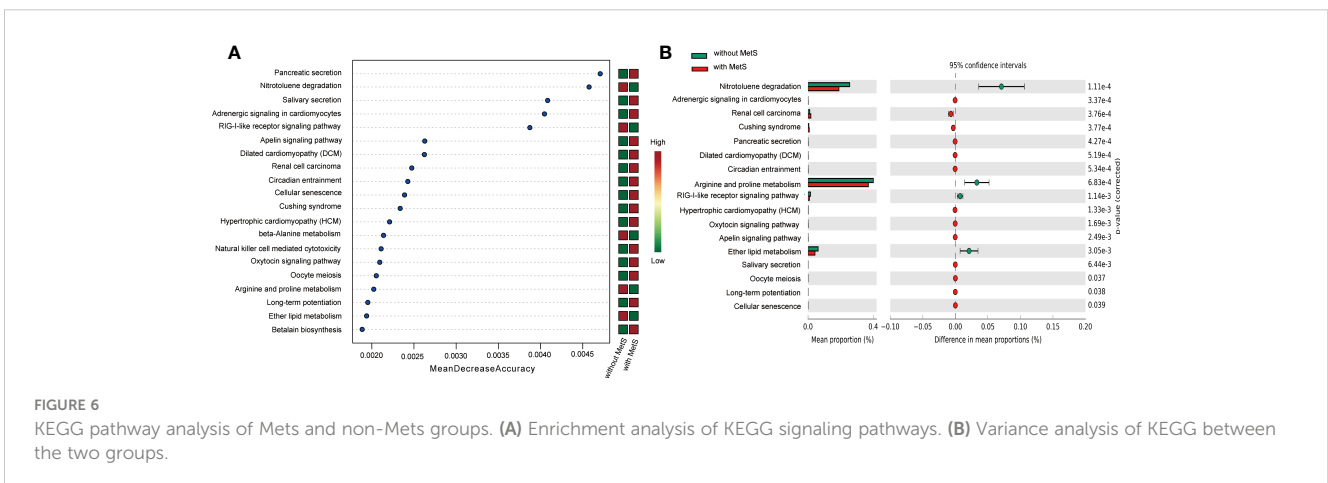 A
Pancreatic secretion
Nitrotoluene degradation
Salivary secretion
Adrenergic signaling in cardiomyocytes
RIG-I-like receptor signaling pathway
Apelin signaling pathway
Dilated cardiomyopathy (DCM)
Renal cell carcinoma
Circadian entrainment
Cellular senescence
Cushing syndrome
Hypertrophic cardiomyopathy (HCM)
beta-Alanine metabolism
Natural killer cell mediated cytotoxicity
Oxytocin signaling pathway
Oocyte meiosis
Arginine and proline metabolism
Long-term potentiation
Ether lipid metabolism
Betalain biosynthesis
0.0020 0.0025 0.0030 0.0035 0.0040 0.0045
MeanDecreaseAccuracy
without MetS
with MetS
High
Low
B
without MetS
with MetS
95% confidence intervals
Nitrotoluene degradation 1.11e-4
Adrenergic signaling in cardiomyocytes 3.37e-4
Renal cell carcinoma 3.76e-4
Cushing syndrome 3.77e-4
Pancreatic secretion 4.27e-4
Dilated cardiomyopathy (DCM) 5.19e-4
Circadian entrainment 5.34e-4
Arginine and proline metabolism 6.83e-4
RIG-I-like receptor signaling pathway 1.14e-3
Hypertrophic cardiomyopathy (HCM) 1.33e-3
Oxytocin signaling pathway 1.69e-3
Apelin signaling pathway 2.49e-3
Ether lipid metabolism 3.05e-3
Salivary secretion 6.44e-3
Oocyte meiosis 0.037
Long-term potentiation 0.038
Cellular senescence 0.039
p-value (corrected)
0.0 0.4 −0.10 −0.05 0.00 0.05 0.10 0.15 0.20
Mean proportion (%) Difference in mean proportions (%)
FIGURE 6
KEGG pathway analysis of Mets and non-Mets groups. (A) Enrichment analysis of KEGG signaling pathways. (B) Variance analysis of KEGG between
the two groups.